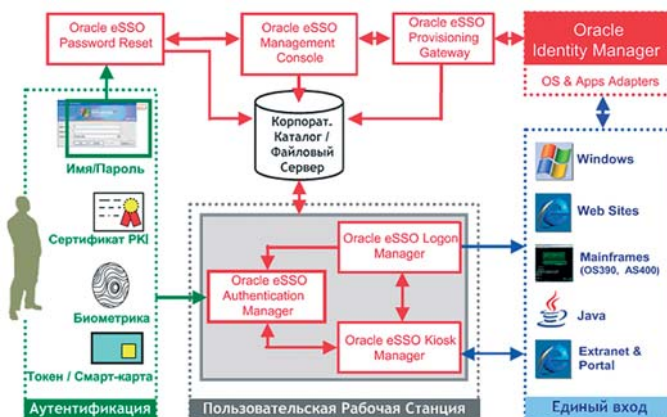 Oracle eSSO
Password Reset
Oracle eSSO
Management
Console
Oracle eSSO
Provisioning
Gateway
Oracle
Identity Manager
OS & Apps Adapters
Корпорат.
Каталог /
Файловый
Сервер
Имя/Пароль
Сертификат PKI
Биометрика
Токен / Смарт-карта
Аутентификация
Oracle eSSO Logon
Manager
Oracle eSSO
Authentication
Manager
Oracle eSSO Kiosk
Manager
Пользовательская Рабочая Станция
Windows
Web Sites
Mainframes
(OS390, AS400)
Java
Extranet &
Portal
Единый вход